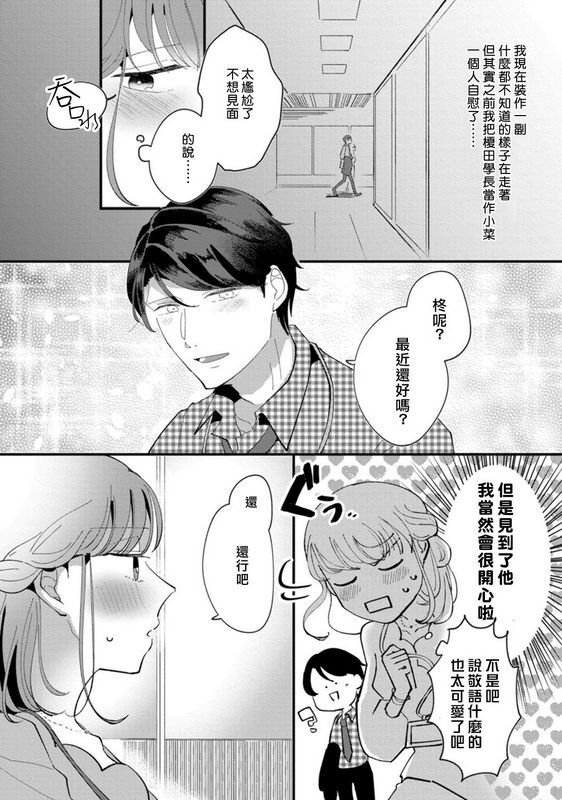 我現在裝作一副
什麼都不知道的樣子在走著
但其實之前我把榎田學長當作小菜
一個人自慰了……
太尷尬了
不想見面
的說…
吞口水
柊呢？
最近還好嗎？
但是見到了他
我當然會很開心啦
不是吧
說敬語什麼的
也太可愛了吧
ぐぅ
?
還
還行吧